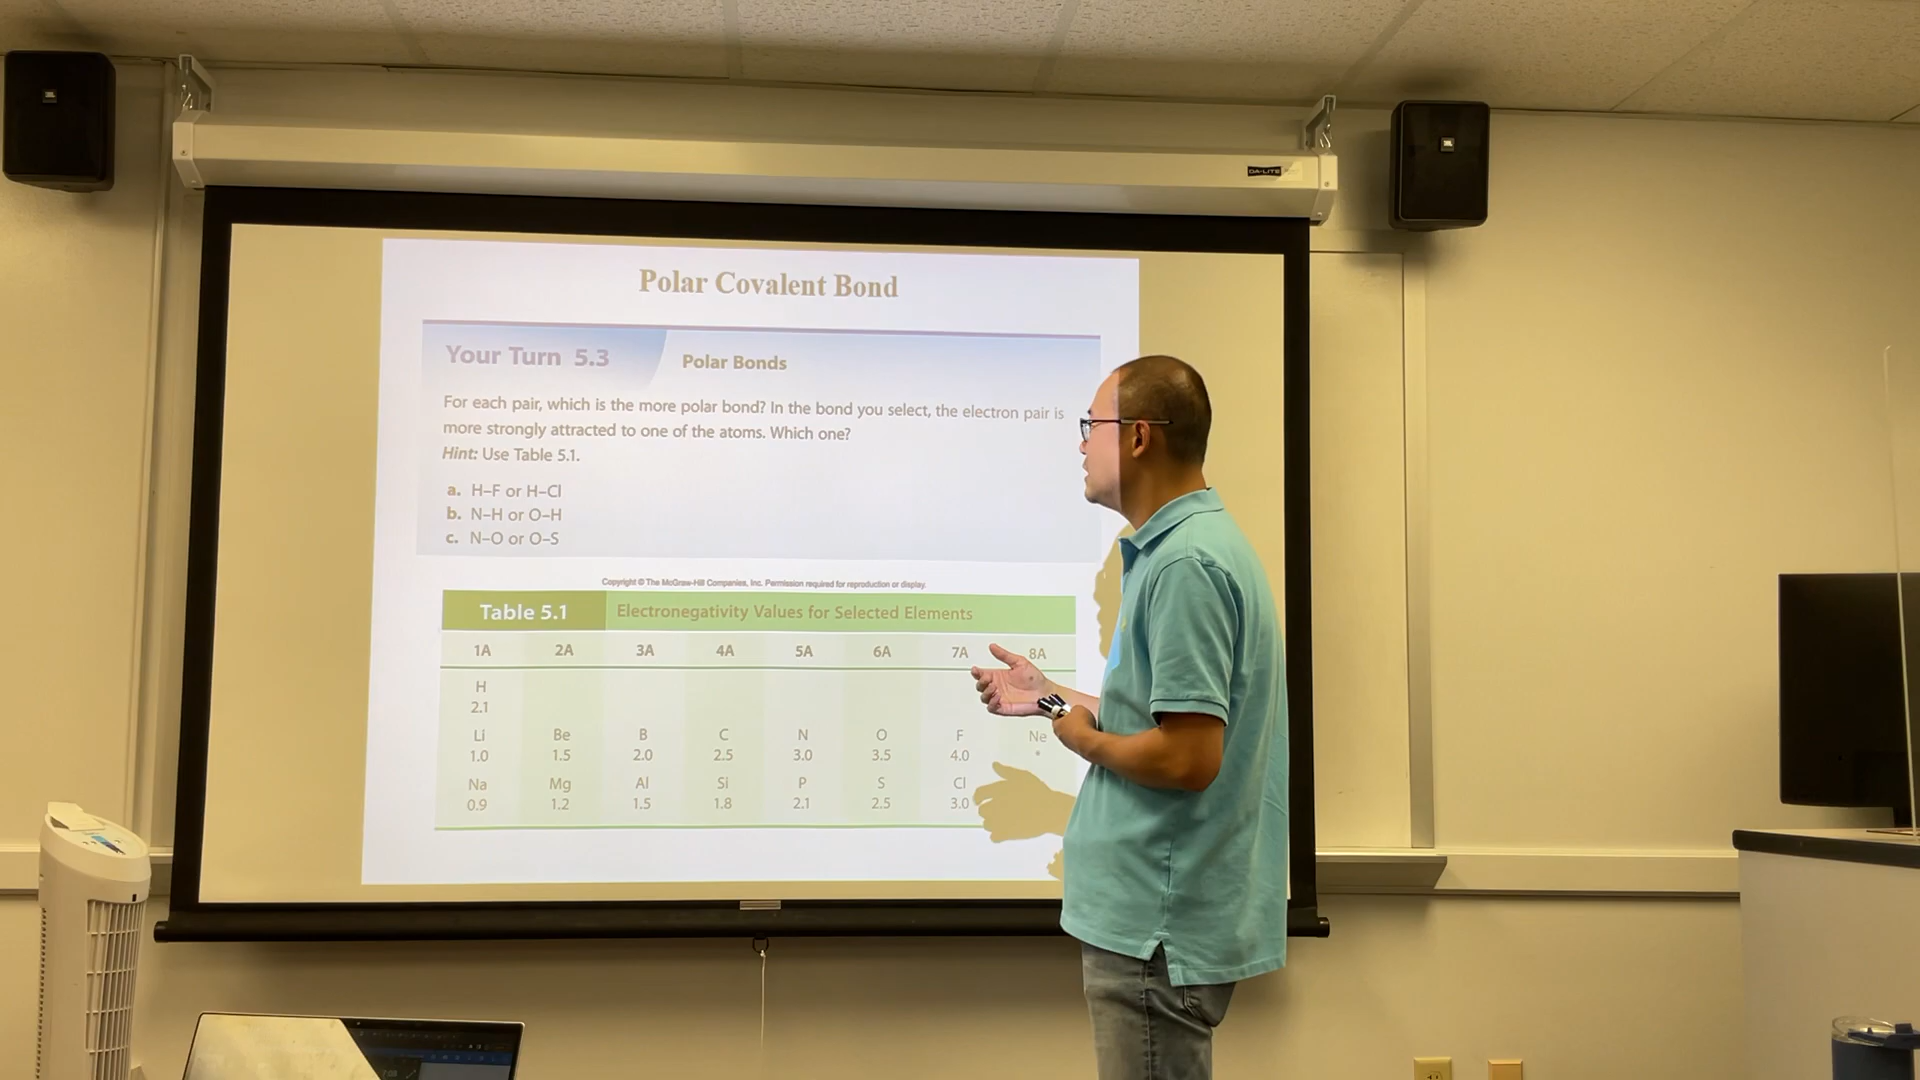 DA-LITE
Polar Covalent Bond
Your Turn 5.3 Polar Bonds
For each pair, which is the more polar bond? In the bond you select, the electron pair is
more strongly attracted to one of the atoms. Which one?
Hint: Use Table 5.1.
a. H–F or H–Cl
b. N–H or O–H
c. N–O or O–S
Copyright © The McGraw-Hill Companies, Inc. Permission required for reproduction or display.
Table 5.1 Electronegativity Values for Selected Elements
1A 2A 3A 4A 5A 6A 7A 8A
H
2.1
Li Be B C N O F Ne
1.0 1.5 2.0 2.5 3.0 3.5 4.0 *
Na Mg Al Si P S Cl
0.9 1.2 1.5 1.8 2.1 2.5 3.0